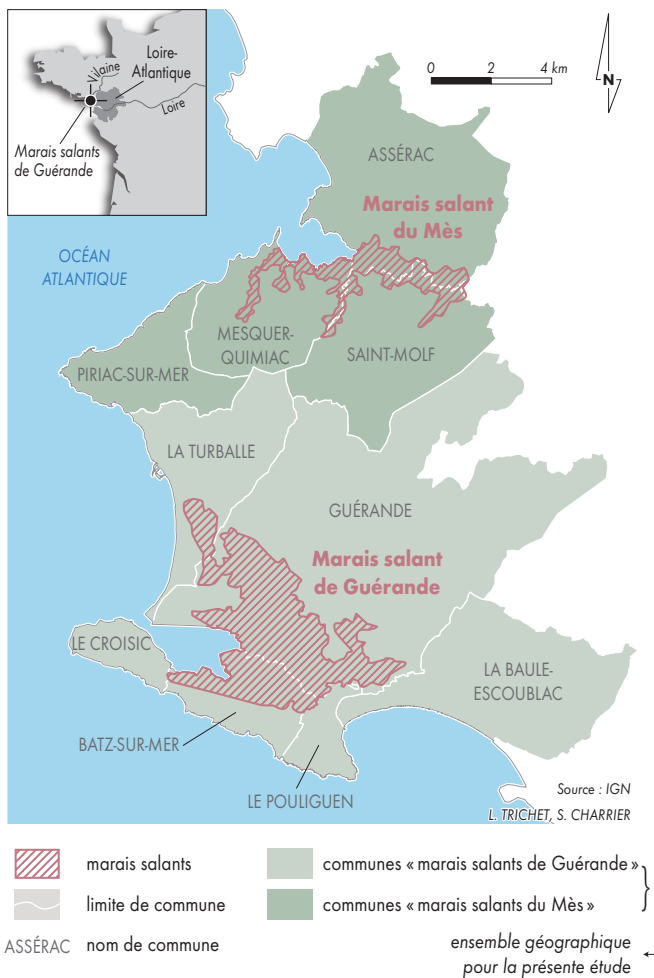 Loire-
Atlantique
Vilaine
Loire
Marais salants
de Guérande
0 2 4 km
N
ASSÉRAC
Marais salant
du Mès
OCÉAN
ATLANTIQUE
MESQUER-
QUIMIAC
SAINT-MOLF
PIRIAC-SUR-MER
LA TURBALLE
GUÉRANDE
Marais salant
de Guérande
LE CROISIC
LA BAULE-
ESCOUBLAC
BATZ-SUR-MER
LE POULIGUEN
Source : IGN
L. TRICHET, S. CHARRIER
marais salants
communes « marais salants de Guérande »
limite de commune
communes « marais salants du Mès »
ASSÉRAC nom de commune
ensemble géographique
pour la présente étude